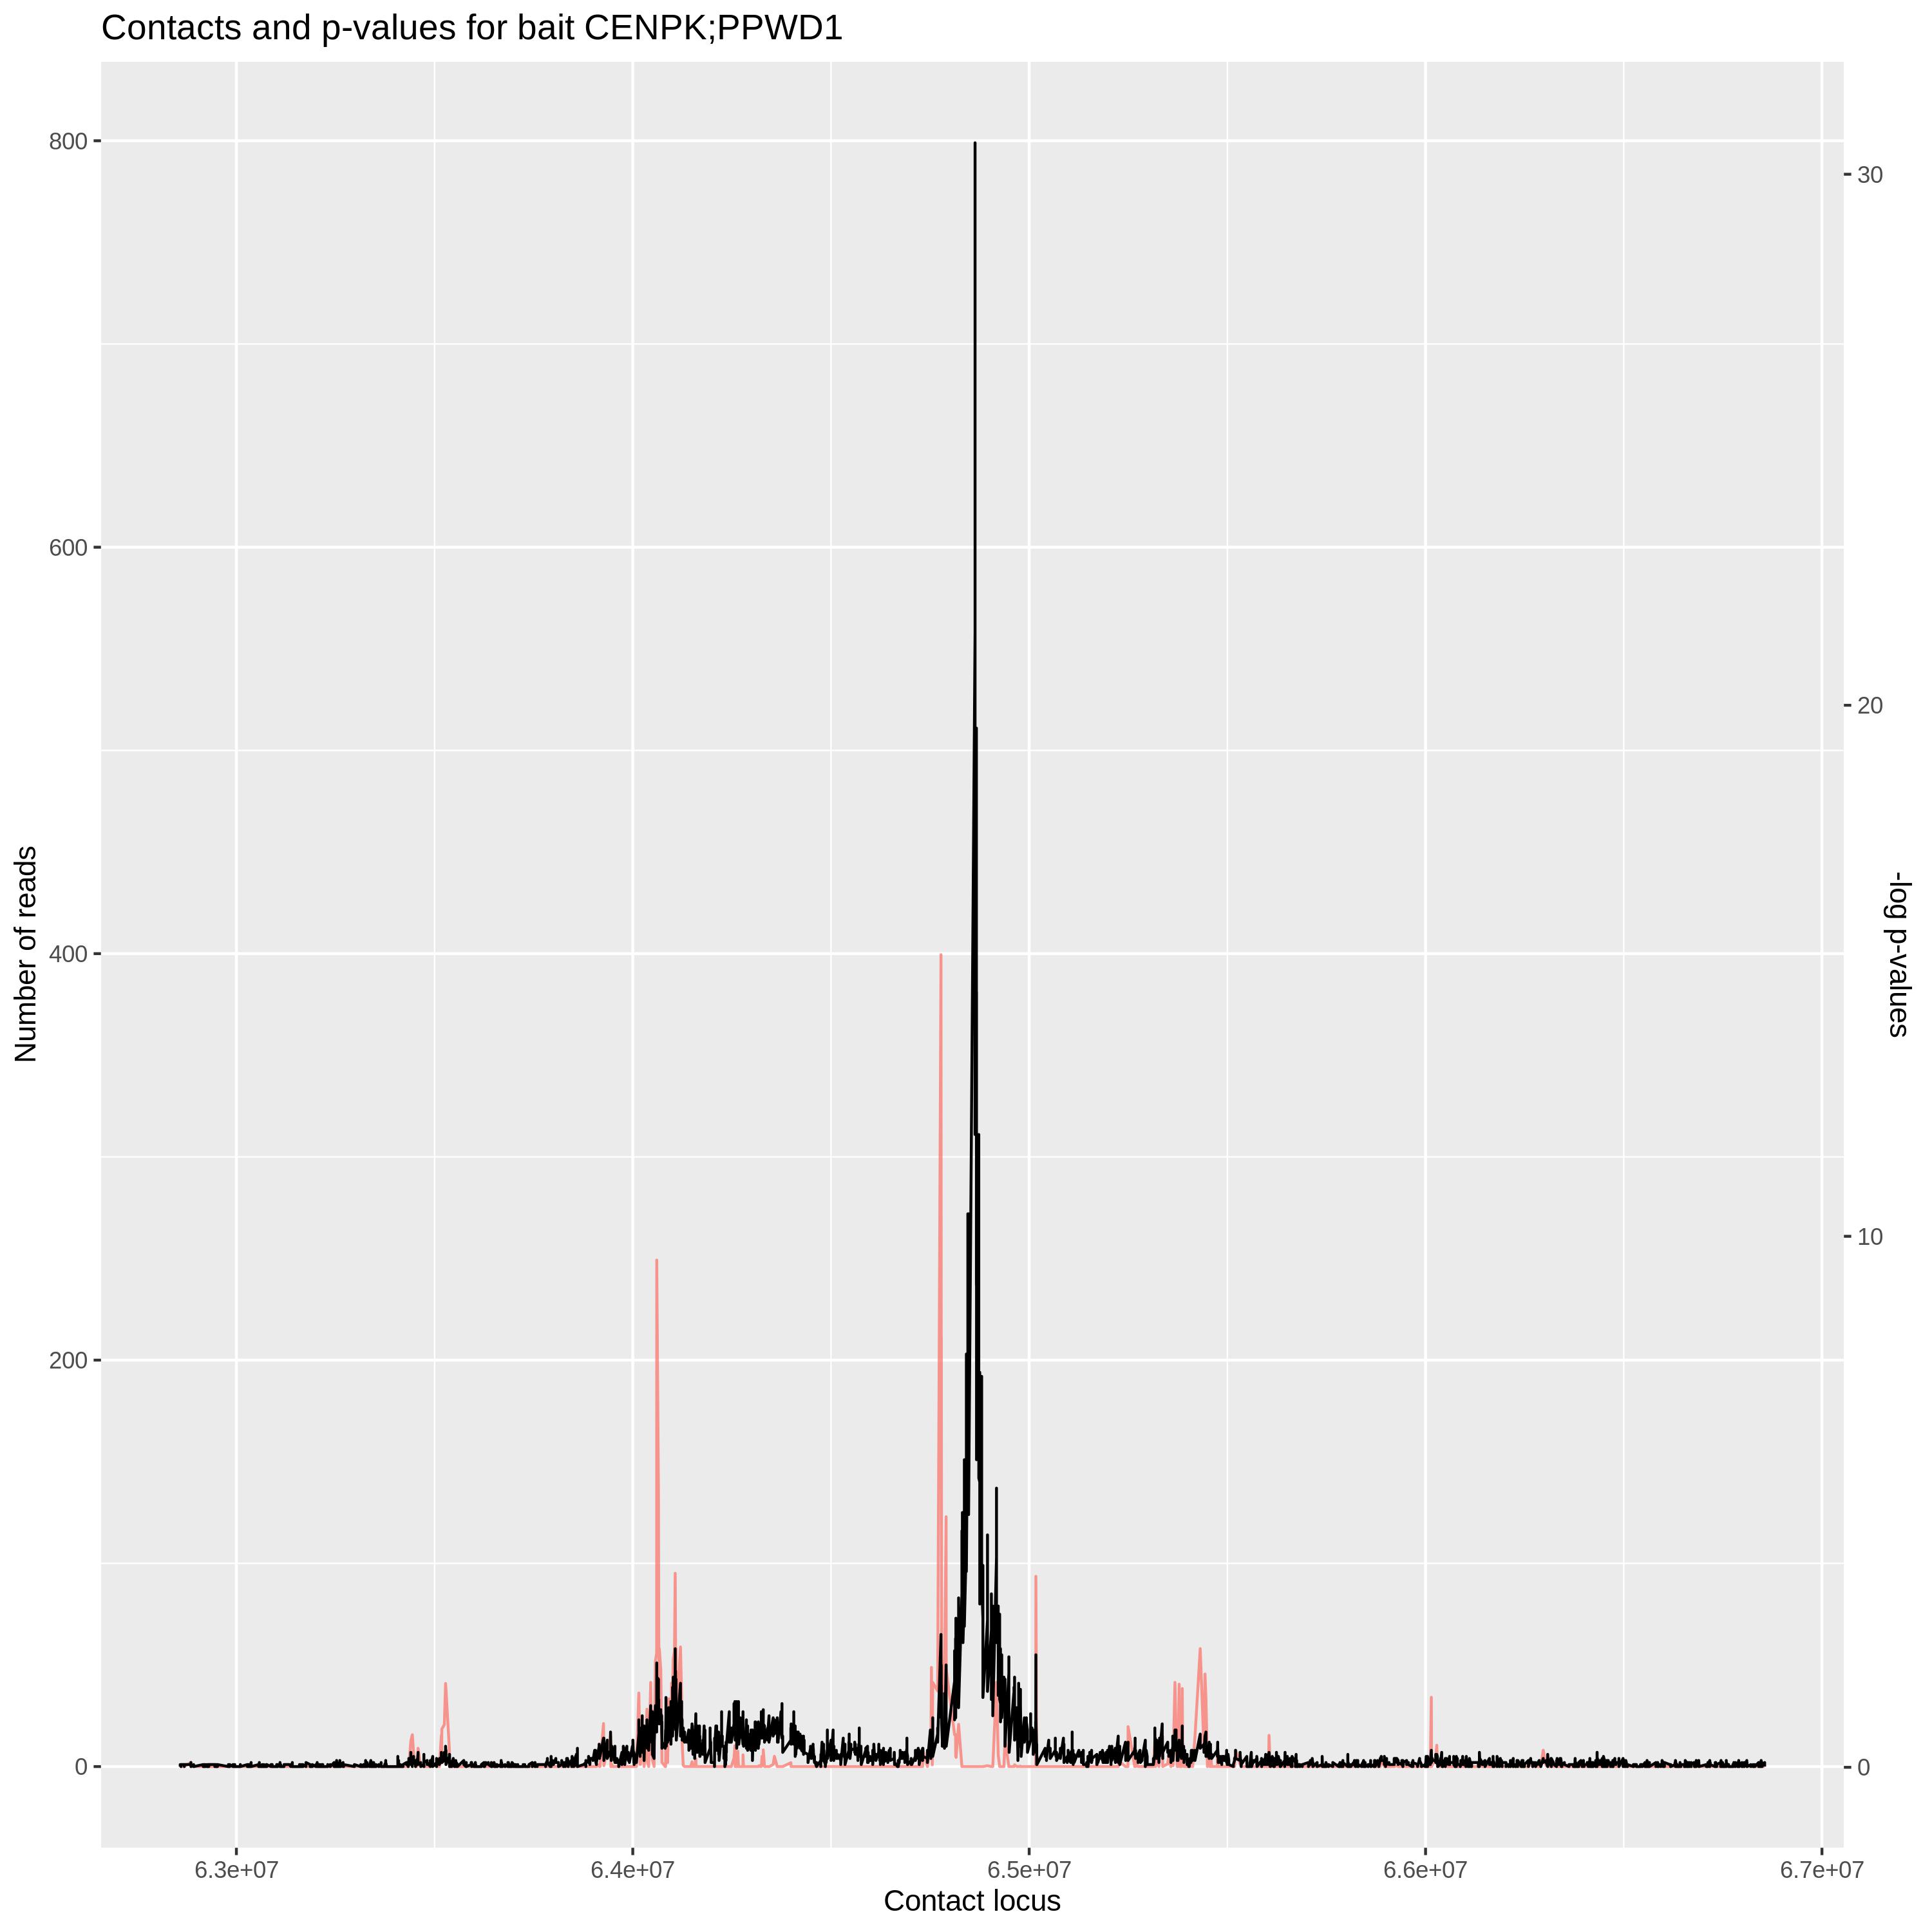 Contacts and p-values for bait CENPK;PPWD1
800
600
400
200
0
Number of reads
30
20
10
0
-log p-values
6.3e+07
6.4e+07
6.5e+07
6.6e+07
6.7e+07
Contact locus